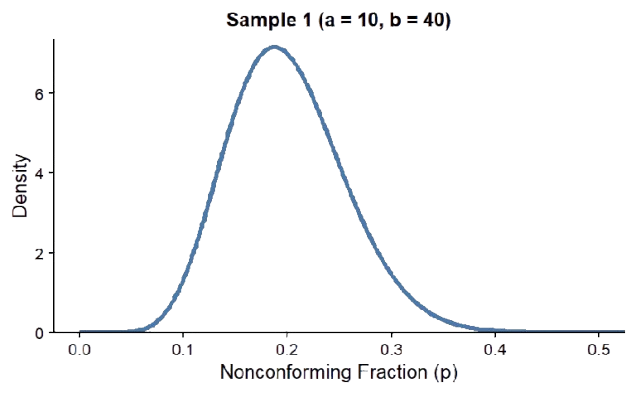 Sample 1 (a = 10, b = 40)
Density
6
4
2
0
0.0 0.1 0.2 0.3 0.4 0.5
Nonconforming Fraction (p)